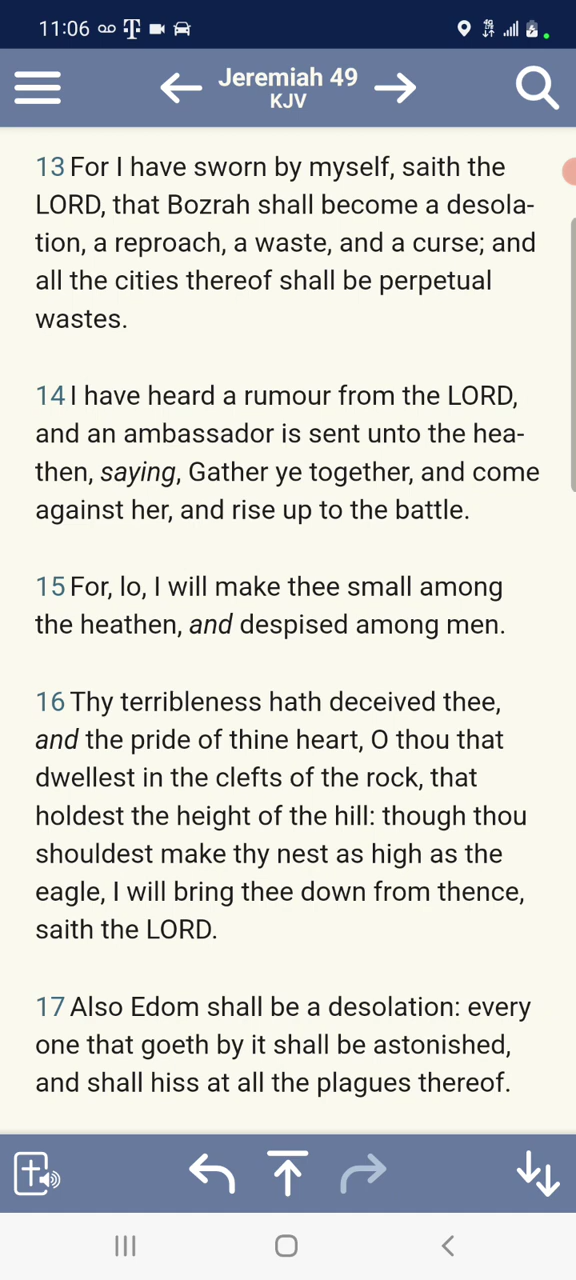 11:06
Jeremiah 49
KJV
13 For I have sworn by myself, saith the
LORD, that Bozrah shall become a desola-
tion, a reproach, a waste, and a curse; and
all the cities thereof shall be perpetual
wastes.
14 I have heard a rumour from the LORD,
and an ambassador is sent unto the hea-
then, saying, Gather ye together, and come
against her, and rise up to the battle.
15 For, lo, I will make thee small among
the heathen, and despised among men.
16 Thy terribleness hath deceived thee,
and the pride of thine heart, O thou that
dwellest in the clefts of the rock, that
holdest the height of the hill: though thou
shouldest make thy nest as high as the
eagle, I will bring thee down from thence,
saith the LORD.
17 Also Edom shall be a desolation: every
one that goeth by it shall be astonished,
and shall hiss at all the plagues thereof.